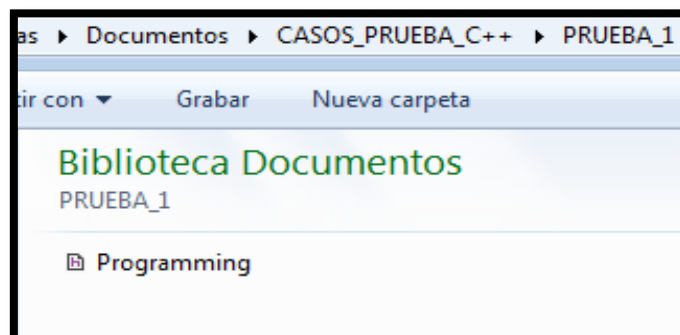 as ▸ Documentos ▸ CASOS_PRUEBA_C++ ▸ PRUEBA_1
tir con ▾ Grabar Nueva carpeta
Biblioteca Documentos
PRUEBA_1
Programming